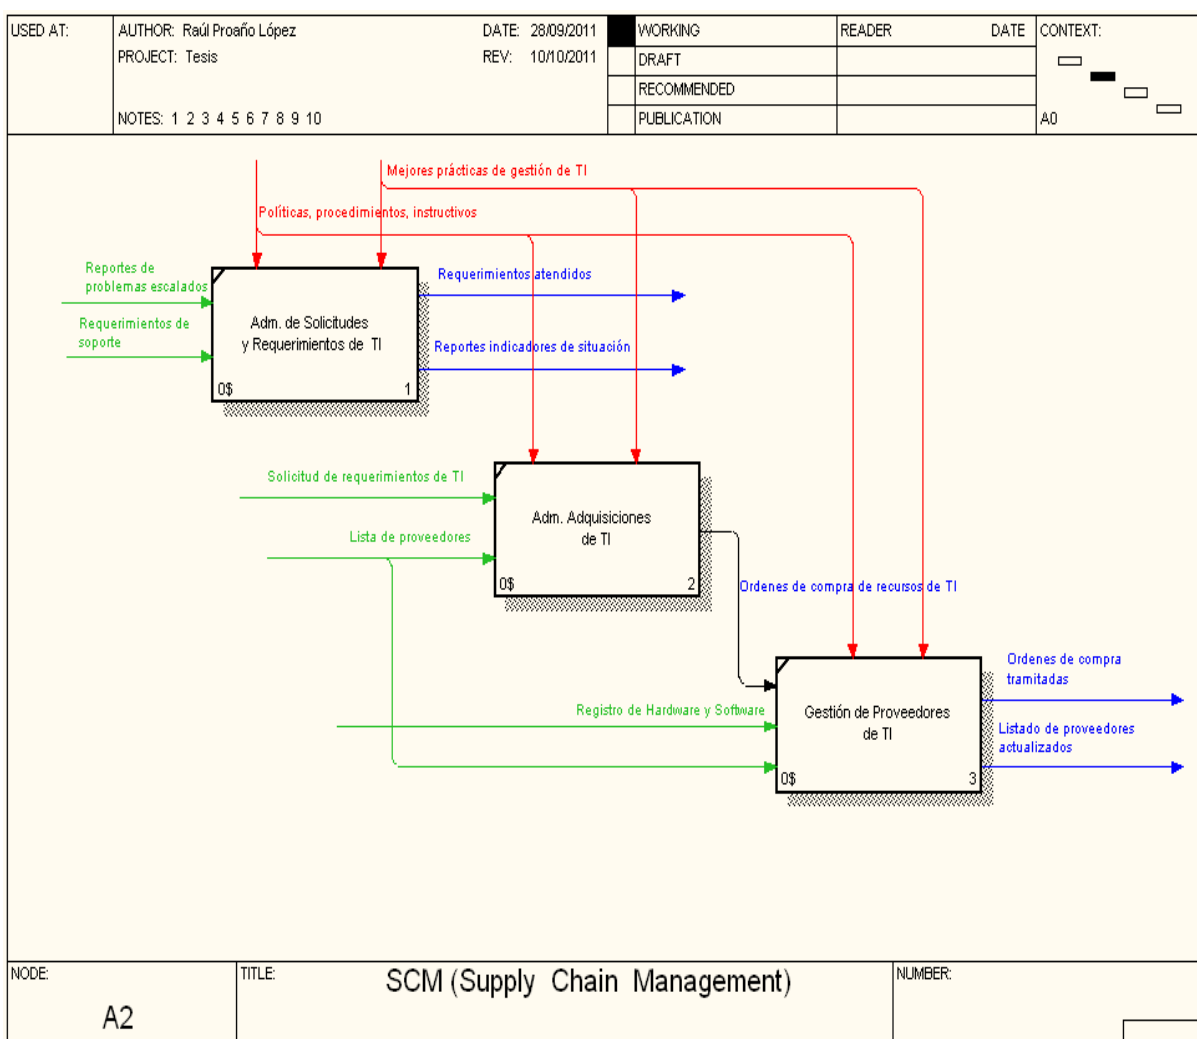 USED AT:
AUTHOR: Raúl Proaño López
DATE: 28/09/2011
PROJECT: Tesis
REV: 10/10/2011
NOTES: 1 2 3 4 5 6 7 8 9 10
WORKING
DRAFT
RECOMMENDED
PUBLICATION
READER
DATE
CONTEXT:
A0
Mejores prácticas de gestión de TI
Políticas, procedimientos, instructivos
Reportes de
problemas escalados
Requerimientos de
soporte
Adm. de Solicitudes
y Requerimientos de TI
0$
1
Requerimientos atendidos
Reportes indicadores de situación
Solicitud de requerimientos de TI
Lista de proveedores
Adm. Adquisiciones
de TI
0$
2
Ordenes de compra de recursos de TI
Registro de Hardware y Software
Gestión de Proveedores
de TI
0$
3
Ordenes de compra
tramitadas
Listado de proveedores
actualizados
NODE:
A2
TITLE:
SCM (Supply Chain Management)
NUMBER: